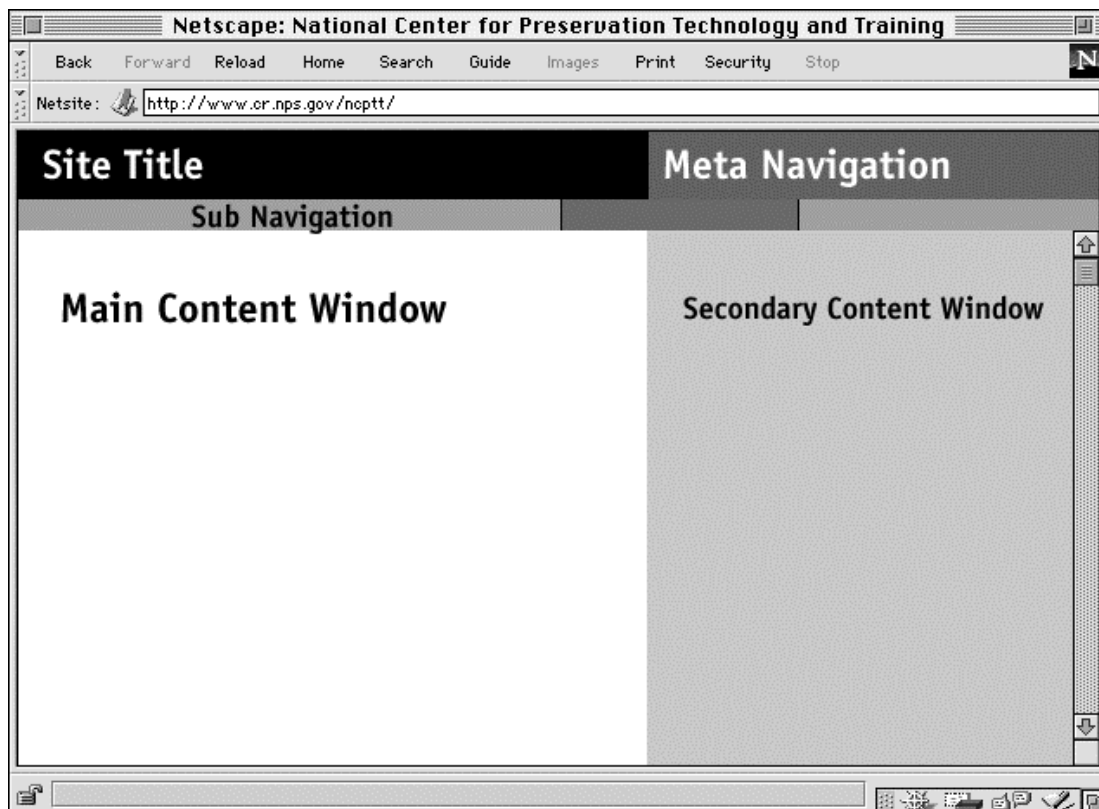 Netscape: National Center for Preservation Technology and Training
Back Forward Reload Home Search Guide Images Print Security Stop
N
Netsite: http://www.cr.nps.gov/ncptt/
Site Title Meta Navigation
Sub Navigation
Main Content Window Secondary Content Window